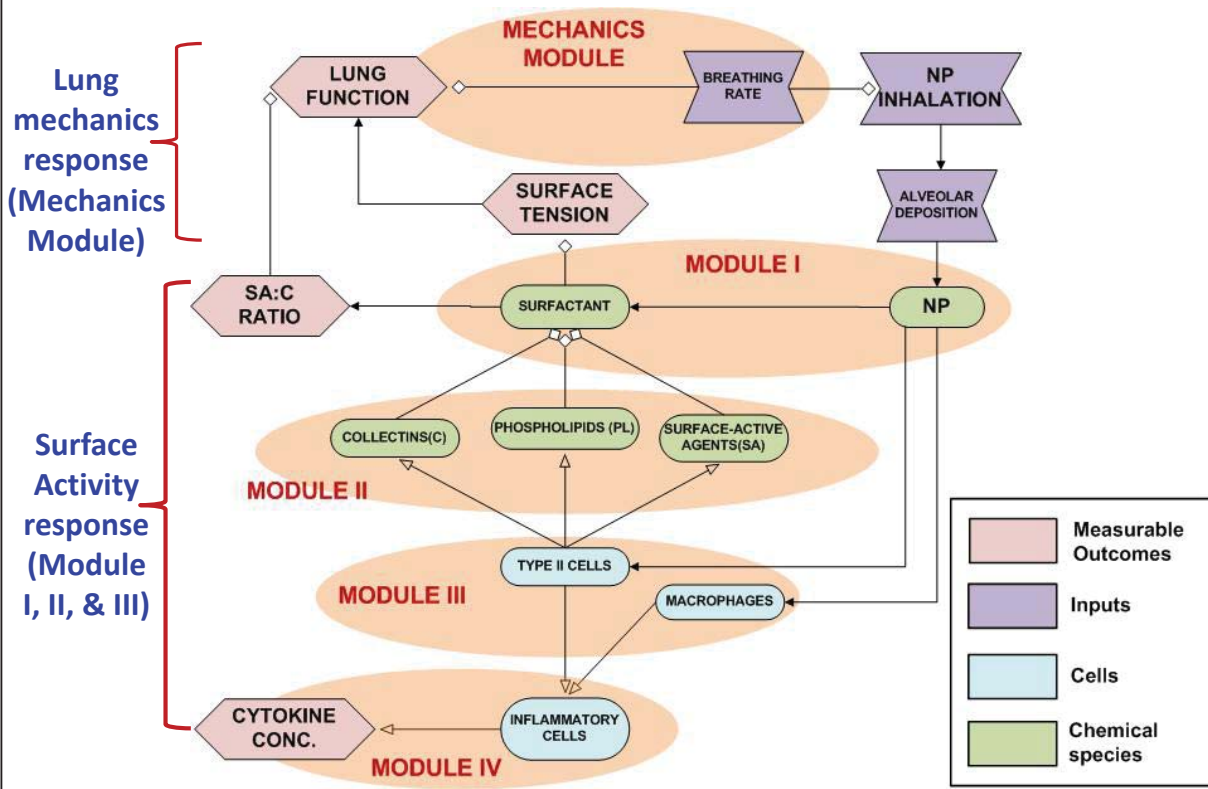 MECHANICS
MODULE
LUNG
FUNCTION
BREATHING
RATE
NP
INHALATION
Lung
mechanics
response
(Mechanics
Module)
SURFACE
TENSION
ALVEOLAR
DEPOSITION
MODULE I
SA:C
RATIO
SURFACTANT
NP
COLLECTINS(C)
PHOSPHOLIPIDS (PL)
SURFACE-ACTIVE
AGENTS(SA)
MODULE II
Surface
Activity
response
(Module
I, II, & III)
TYPE II CELLS
MODULE III
MACROPHAGES
CYTOKINE
CONC.
INFLAMMATORY
CELLS
MODULE IV
Measurable
Outcomes
Inputs
Cells
Chemical
species